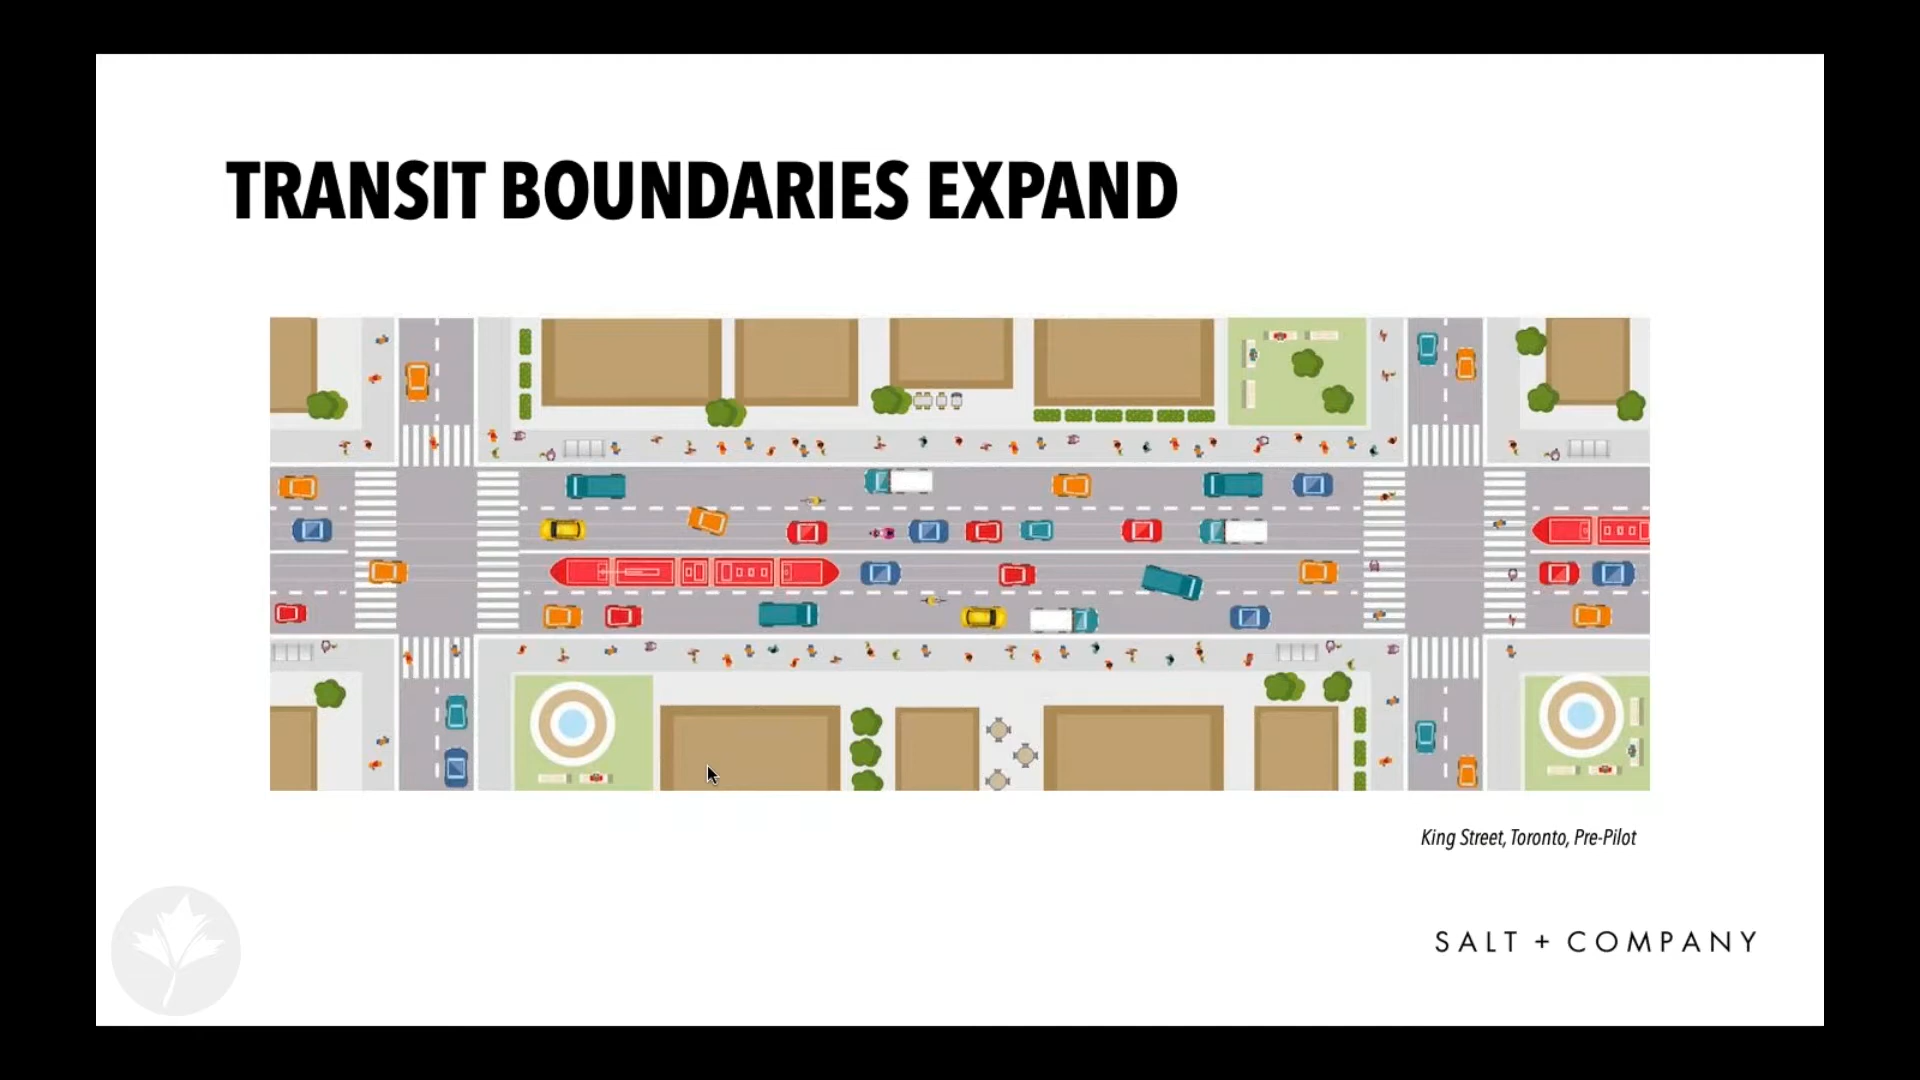 TRANSIT BOUNDARIES EXPAND
King Street, Toronto, Pre-Pilot
SALT + COMPANY